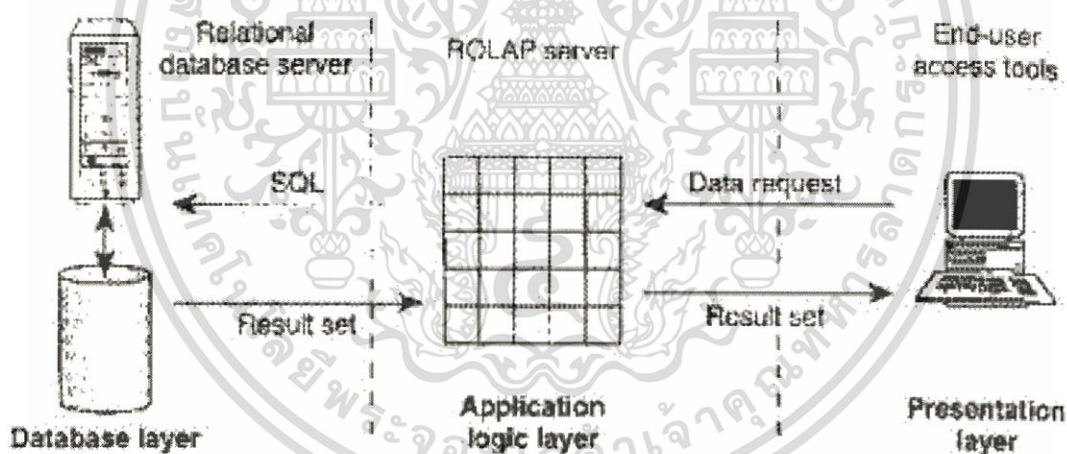 Relational
database server
ROLAP server
End-user
access tools
SQL
Data request
Result set
Result set
Database layer
Application
logic layer
Presentation
layer